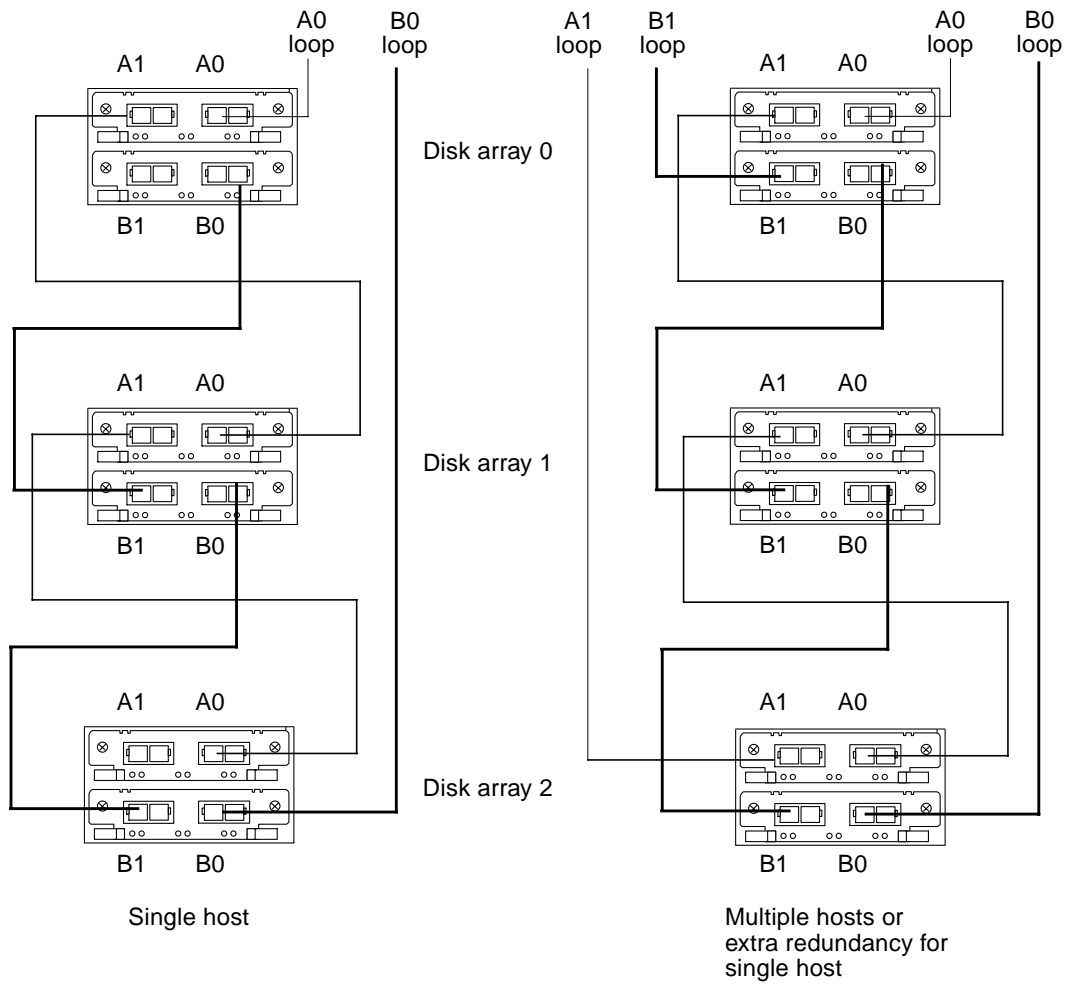 A0
loop
B0
loop
A1
loop
B1
loop
A0
loop
B0
loop
A1 A0
A1 A0
Disk array 0
B1 B0
B1 B0
A1 A0
A1 A0
Disk array 1
B1 B0
B1 B0
A1 A0
A1 A0
Disk array 2
B1 B0
B1 B0
Single host
Multiple hosts or
extra redundancy for
single host